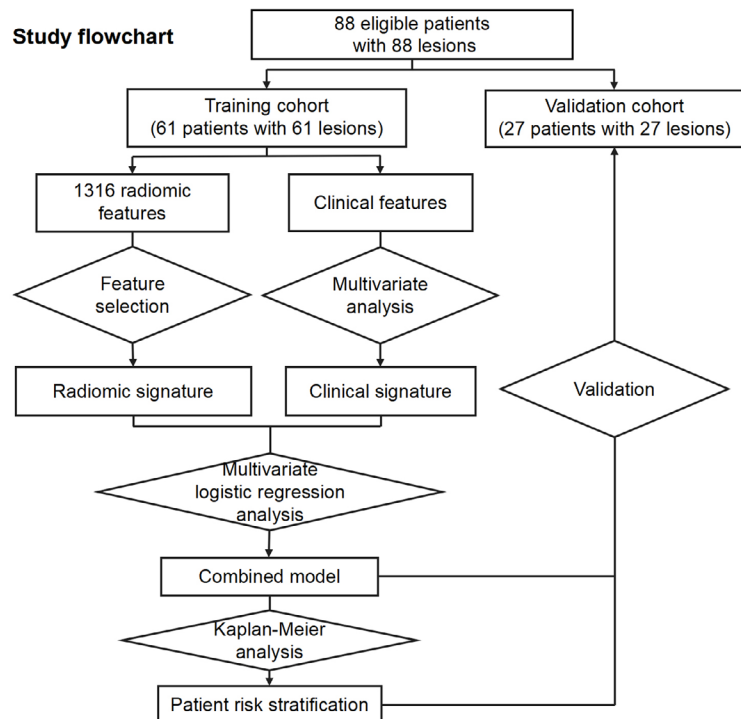 Study flowchart
88 eligible patients
with 88 lesions
Training cohort
(61 patients with 61 lesions)
Validation cohort
(27 patients with 27 lesions)
1316 radiomic
features
Clinical features
Feature
selection
Multivariate
analysis
Radiomic signature
Clinical signature
Validation
Multivariate
logistic regression
analysis
Combined model
Kaplan-Meier
analysis
Patient risk stratification